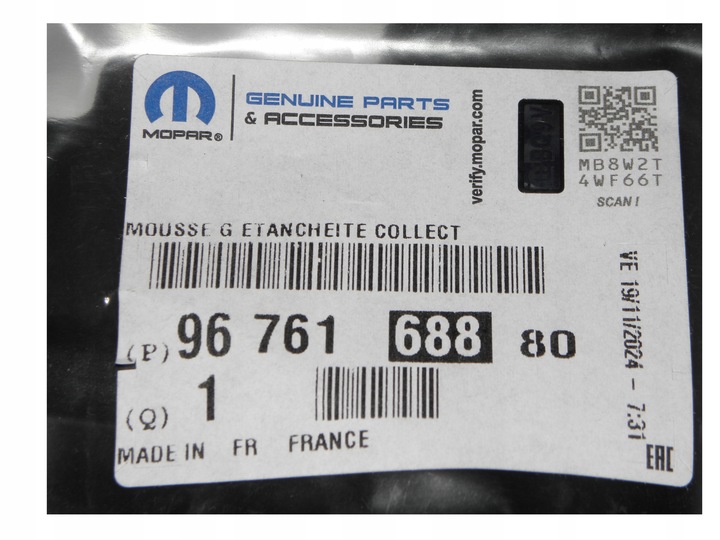 MOPAR®
GENUINE PARTS
& ACCESSORIES
verify.mopar.com
MB8W2T
4WF66T
SCAN !
MOUSSE G ETANCHEITE COLLECT
(P) 96 761 688 80
(Q) 1
MADE IN FR FRANCE
VE 19/11/2024 - 7:31
EAC